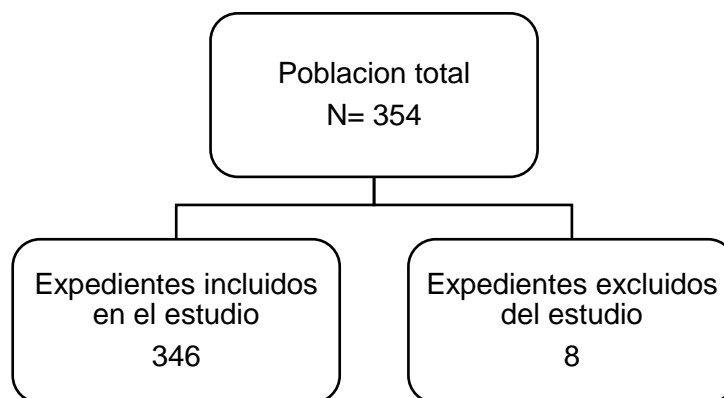 Poblacion total
N= 354
Expedientes incluidos
en el estudio
346
Expedientes excluidos
del estudio
8